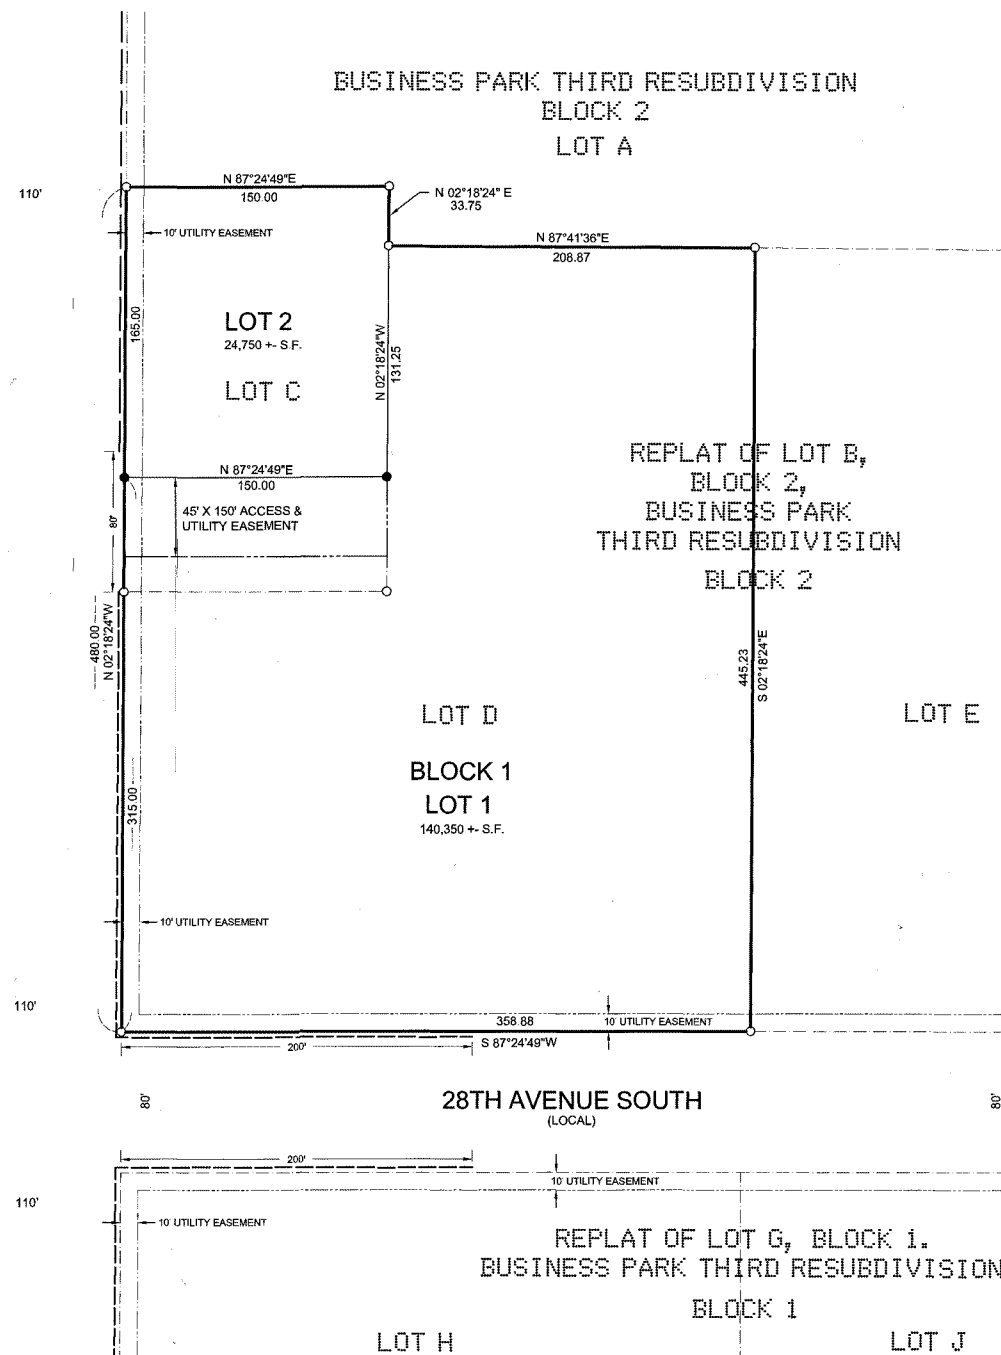 BUSINESS PARK THIRD RESUBDIVISION
BLOCK 2
LOT A
110'
N 87°24'49"E
150.00
N 02°18'24" E
33.75
10' UTILITY EASEMENT
N 87°41'36"E
208.87
165.00
LOT 2
24,750 +- S.F.
LOT C
N 02°18'24"W
131.25
N 87°24'49"E
150.00
45' X 150' ACCESS &
UTILITY EASEMENT
80'
REPLAT OF LOT B,
BLOCK 2,
BUSINESS PARK
THIRD RESUBDIVISION
BLOCK 2
480.00
N 02°18'24"W
445.23
S 02°18'24"E
LOT D
LOT E
BLOCK 1
LOT 1
140,350 +- S.F.
315.00
10' UTILITY EASEMENT
110'
358.88
10' UTILITY EASEMENT
S 87°24'49"W
200'
80'
28TH AVENUE SOUTH
(LOCAL)
80'
200'
10' UTILITY EASEMENT
110'
10' UTILITY EASEMENT
REPLAT OF LOT G, BLOCK 1.
BUSINESS PARK THIRD RESUBDIVISION
BLOCK 1
LOT H
LOT J